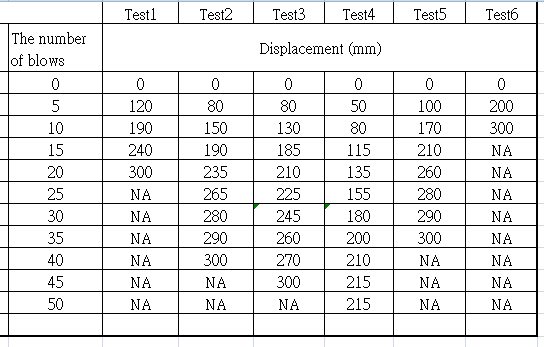 Test1 Test2 Test3 Test4 Test5 Test6
The number
of blows
Displacement (mm)
0 0 0 0 0 0 0
5 120 80 80 50 100 200
10 190 150 130 80 170 300
15 240 190 185 115 210 NA
20 300 235 210 135 260 NA
25 NA 265 225 155 280 NA
30 NA 280 245 180 290 NA
35 NA 290 260 200 300 NA
40 NA 300 270 210 NA NA
45 NA NA 300 215 NA NA
50 NA NA NA 215 NA NA